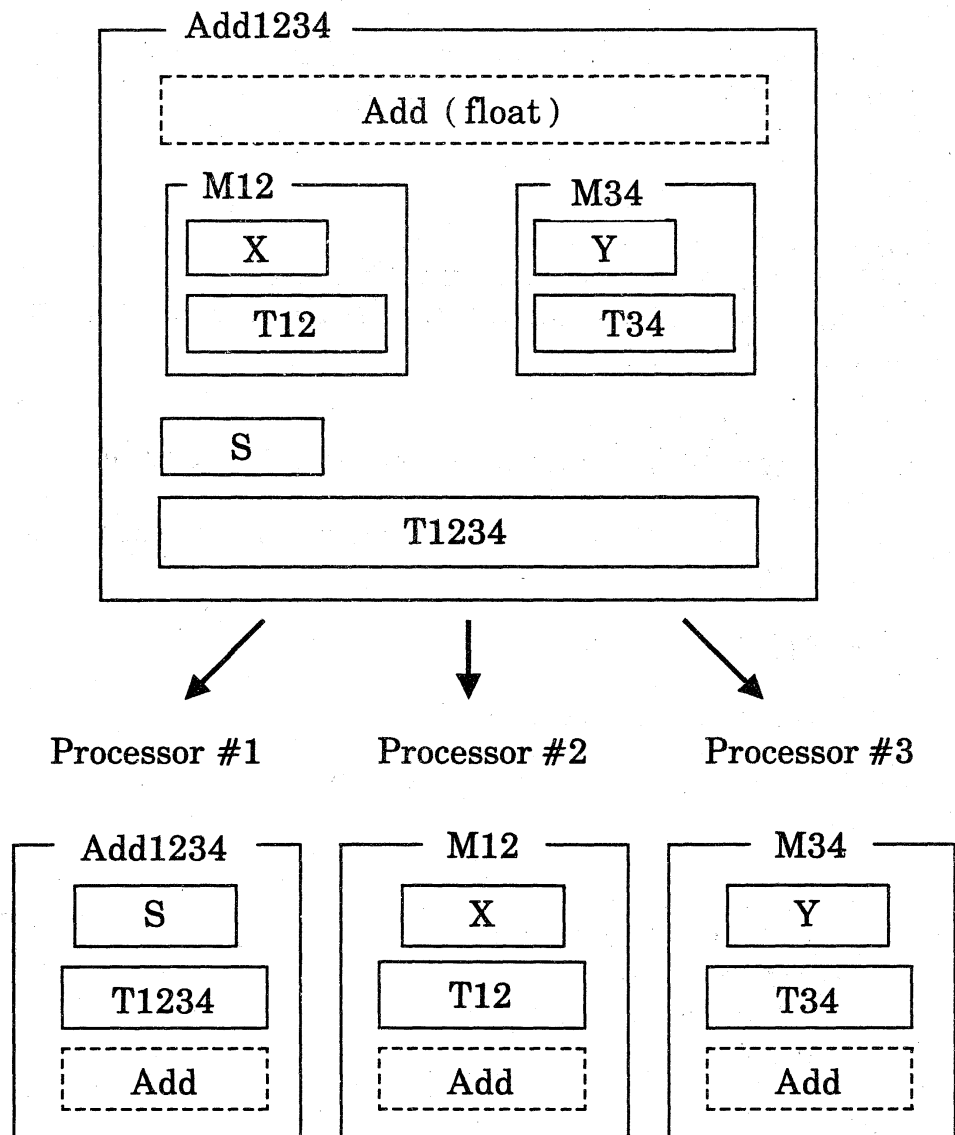 Add1234
Add ( float )
M12 M34
X Y
T12 T34
S
T1234
Processor #1 Processor #2 Processor #3
Add1234 M12 M34
S X Y
T1234 T12 T34
Add Add Add